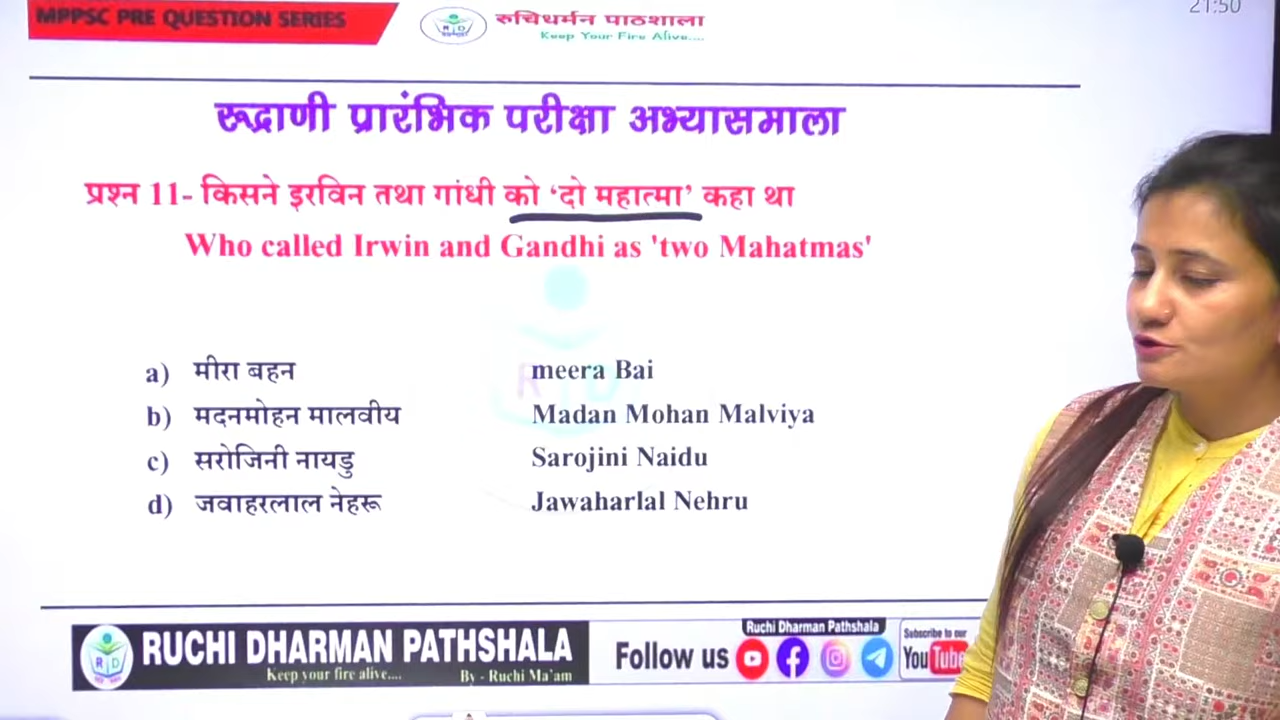 MPPSC PRE QUESTION SERIES
RD
रुचिधर्मन पाठशाला
Keep Your Fire Alive....
21:50
रूद्राणी प्रारंभिक परीक्षा अभ्यासमाला
प्रश्न 11- किसने इरविन तथा गांधी को ‘दो महात्मा’ कहा था
Who called Irwin and Gandhi as 'two Mahatmas'
a) मीरा बहन meera Bai
b) मदनमोहन मालवीय Madan Mohan Malviya
c) सरोजिनी नायडु Sarojini Naidu
d) जवाहरलाल नेहरू Jawaharlal Nehru
RD
RUCHI DHARMAN PATHSHALA
Keep your fire alive.... By - Ruchi Ma'am
Follow us
Ruchi Dharman Pathshala
Subscribe to our
YouTube